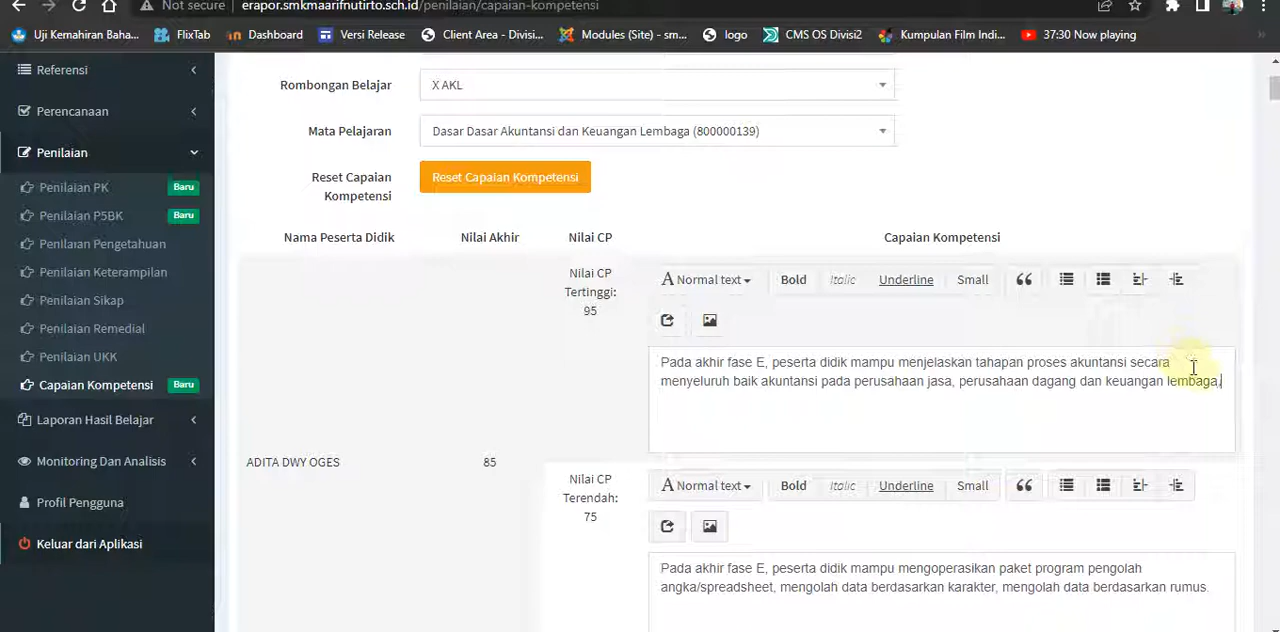 Not secure erapor.smkmaarifnutirto.sch.id/penilaian/capaian-kompetensi
Uji Kemahiran Baha... FlixTab Dashboard Versi Release Client Area - Divisi... Modules (Site) - sm... logo CMS OS Divisi2 Kumpulan Film Indi... 37:30 Now playing
Referensi
Perencanaan
Penilaian
Penilaian PK Baru
Penilaian P5BK Baru
Penilaian Pengetahuan
Penilaian Keterampilan
Penilaian Sikap
Penilaian Remedial
Penilaian UKK
Capaian Kompetensi Baru
Laporan Hasil Belajar
Monitoring Dan Analisis
Profil Pengguna
Keluar dari Aplikasi
Rombongan Belajar X AKL
Mata Pelajaran Dasar Dasar Akuntansi dan Keuangan Lembaga (800000139)
Reset Capaian
Kompetensi
Reset Capaian Kompetensi
Nama Peserta Didik Nilai Akhir Nilai CP Capaian Kompetensi
Nilai CP
Tertinggi:
95
A Normal text Bold Italic Underline Small
Pada akhir fase E, peserta didik mampu menjelaskan tahapan proses akuntansi secara
menyeluruh baik akuntansi pada perusahaan jasa, perusahaan dagang dan keuangan lembaga,
ADITA DWY OGES 85
Nilai CP
Terendah:
75
A Normal text Bold Italic Underline Small
Pada akhir fase E, peserta didik mampu mengoperasikan paket program pengolah
angka/spreadsheet, mengolah data berdasarkan karakter, mengolah data berdasarkan rumus.